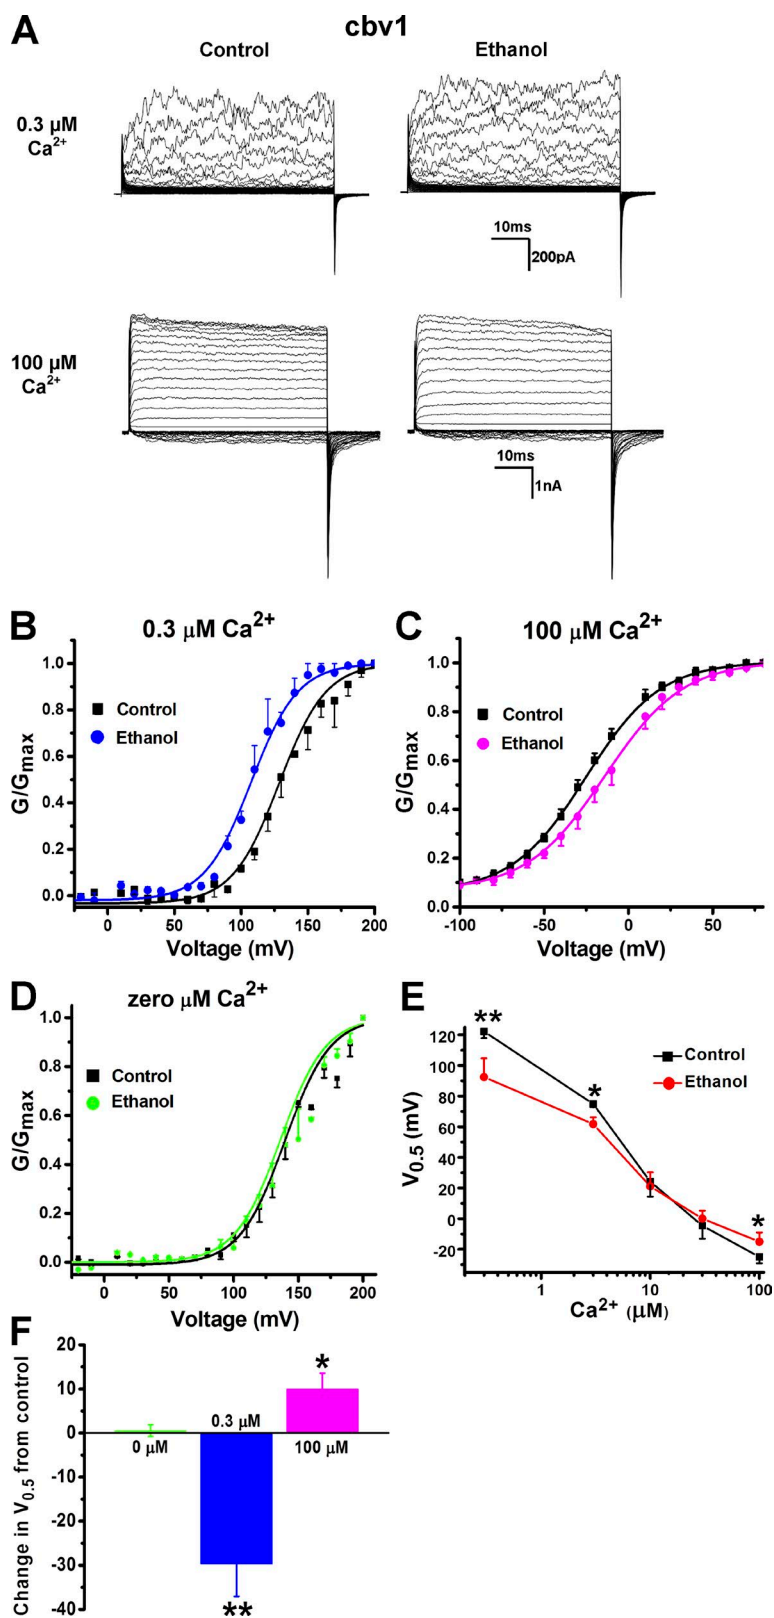 A
cbv1
Control Ethanol
0.3 µM
Ca2+
10ms
200pA
100 µM
Ca2+
10ms
1nA
B
0.3 µM Ca2+
1.0
0.8
0.6
0.4
0.2
0.0
G/Gmax
Control
Ethanol
0 50 100 150 200
Voltage (mV)
C
100 µM Ca2+
1.0
0.8
0.6
0.4
0.2
0.0
G/Gmax
Control
Ethanol
-100 -50 0 50
Voltage (mV)
D
zero µM Ca2+
1.0
0.8
0.6
0.4
0.2
0.0
G/Gmax
Control
Ethanol
0 50 100 150 200
Voltage (mV)
E
120
100
80
60
40
20
0
-20
V0.5 (mV)
**
*
*
Control
Ethanol
1 10 100
Ca2+ (µM)
F
20
10
0
-10
-20
-30
-40
Change in V0.5 from control
0 µM
0.3 µM
100 µM
*
**